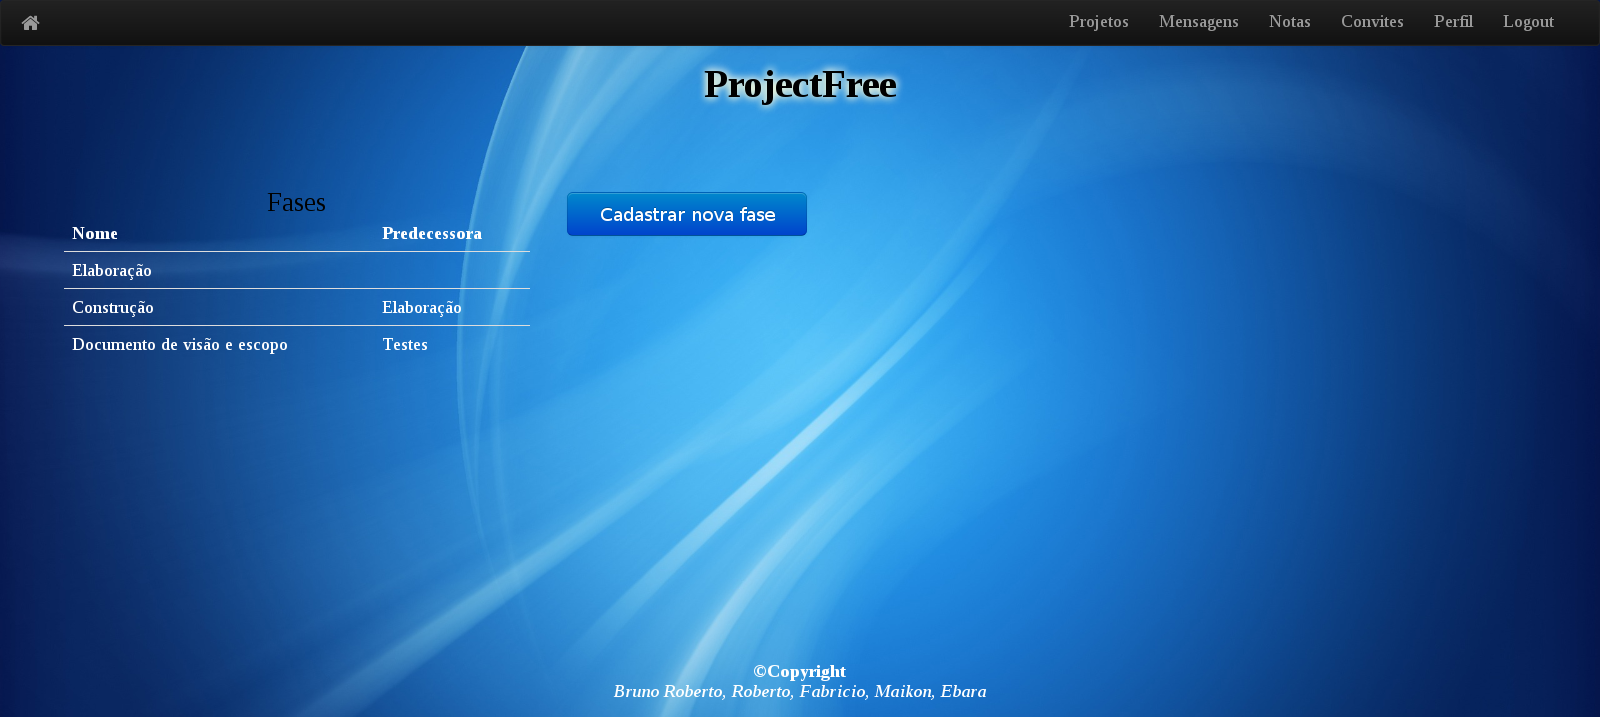 Projetos Mensagens Notas Convites Perfil Logout
ProjectFree
Fases
Cadastrar nova fase
Nome Predecessora
Elaboração
Construção Elaboração
Documento de visão e escopo Testes
©Copyright
Bruno Roberto, Roberto, Fabricio, Maikon, Ebara